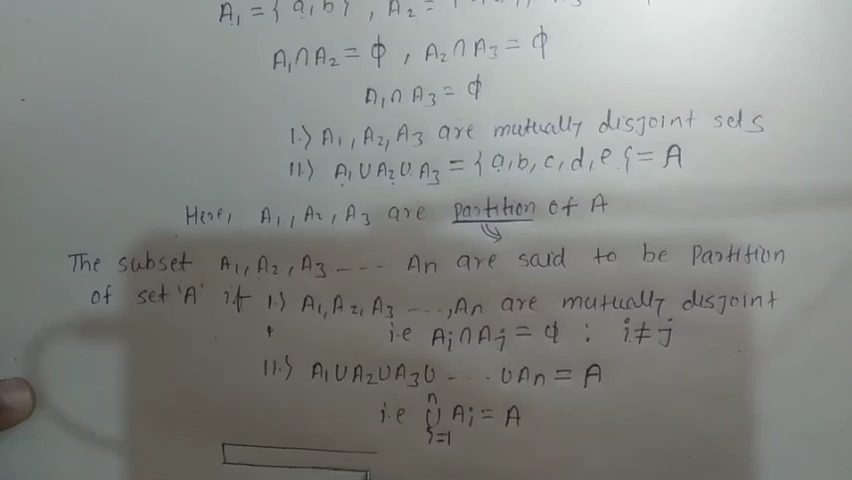 A₁ = { a, b } , A₂ =
A₁∩A₂ = ϕ , A₂∩A₃ = ϕ
A₁∩A₃ = ϕ
I.> A₁, A₂, A₃ are mutually disjoint sets
II.> A₁∪A₂∪A₃ = {a, b, c, d, e} = A
Here, A₁, A₂, A₃ are partition of A
The subset A₁, A₂, A₃ ---- An are said to be Partition
of set 'A' if I.> A₁, A₂, A₃ ..., An are mutually disjoint
i.e Ai∩Aj = ϕ : i≠j
II.> A₁∪A₂∪A₃∪ ---- ∪An = A
i.e n∪i=1 Ai = A